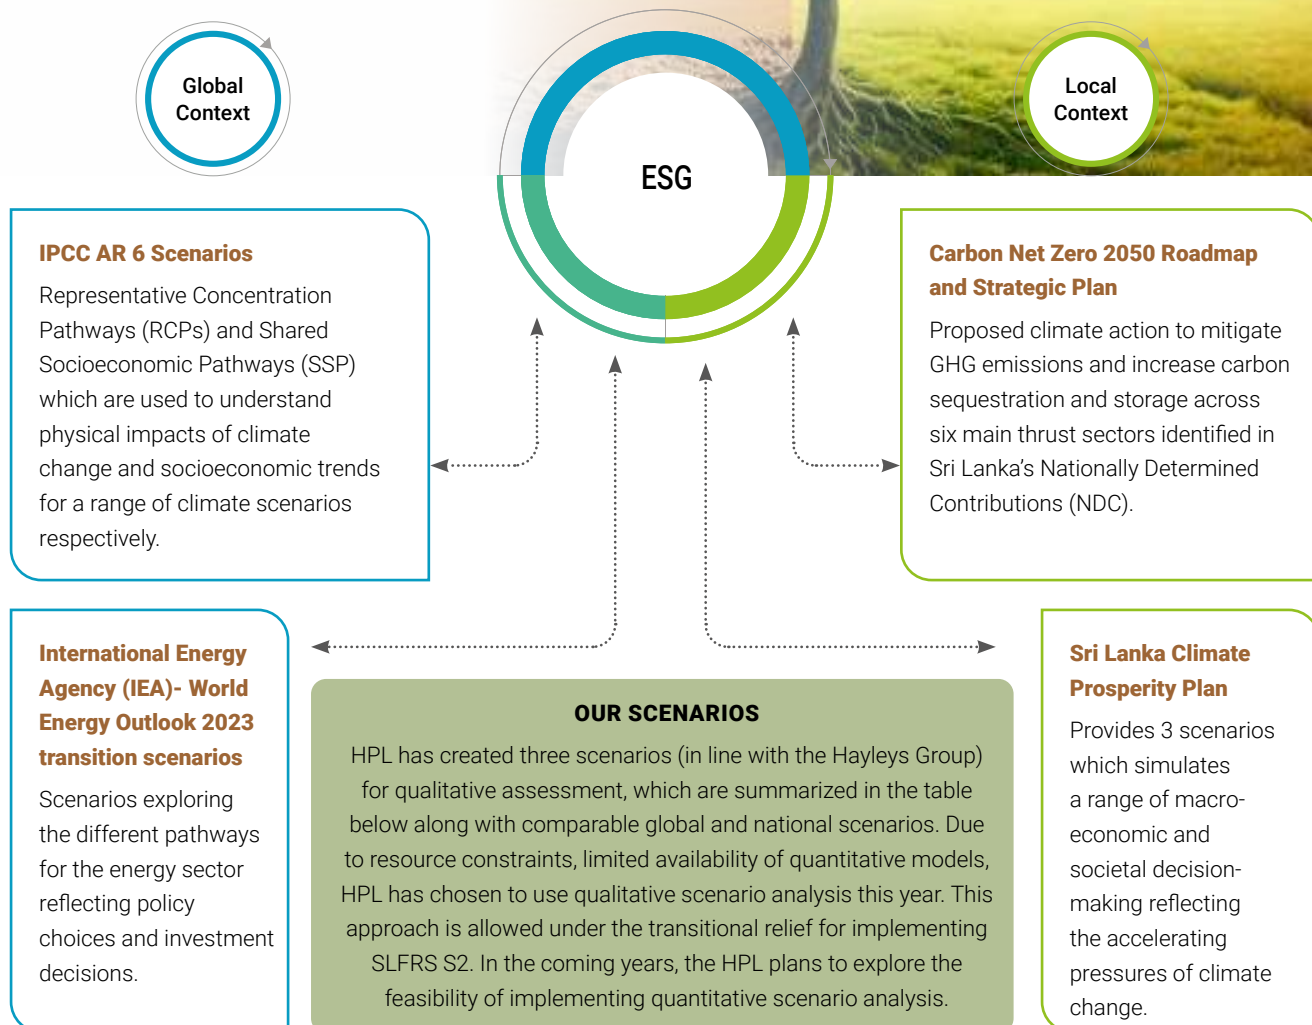 Global
Context
ESG
Local
Context
IPCC AR 6 Scenarios
Representative Concentration
Pathways (RCPs) and Shared
Socioeconomic Pathways (SSP)
which are used to understand
physical impacts of climate
change and socioeconomic trends
for a range of climate scenarios
respectively.
Carbon Net Zero 2050 Roadmap
and Strategic Plan
Proposed climate action to mitigate
GHG emissions and increase carbon
sequestration and storage across
six main thrust sectors identified in
Sri Lanka's Nationally Determined
Contributions (NDC).
International Energy
Agency (IEA)- World
Energy Outlook 2023
transition scenarios
Scenarios exploring
the different pathways
for the energy sector
reflecting policy
choices and investment
decisions.
OUR SCENARIOS
HPL has created three scenarios (in line with the Hayleys Group)
for qualitative assessment, which are summarized in the table
below along with comparable global and national scenarios. Due
to resource constraints, limited availability of quantitative models,
HPL has chosen to use qualitative scenario analysis this year. This
approach is allowed under the transitional relief for implementing
SLFRS S2. In the coming years, the HPL plans to explore the
feasibility of implementing quantitative scenario analysis.
Sri Lanka Climate
Prosperity Plan
Provides 3 scenarios
which simulates
a range of macro-
economic and
societal decision-
making reflecting
the accelerating
pressures of climate
change.